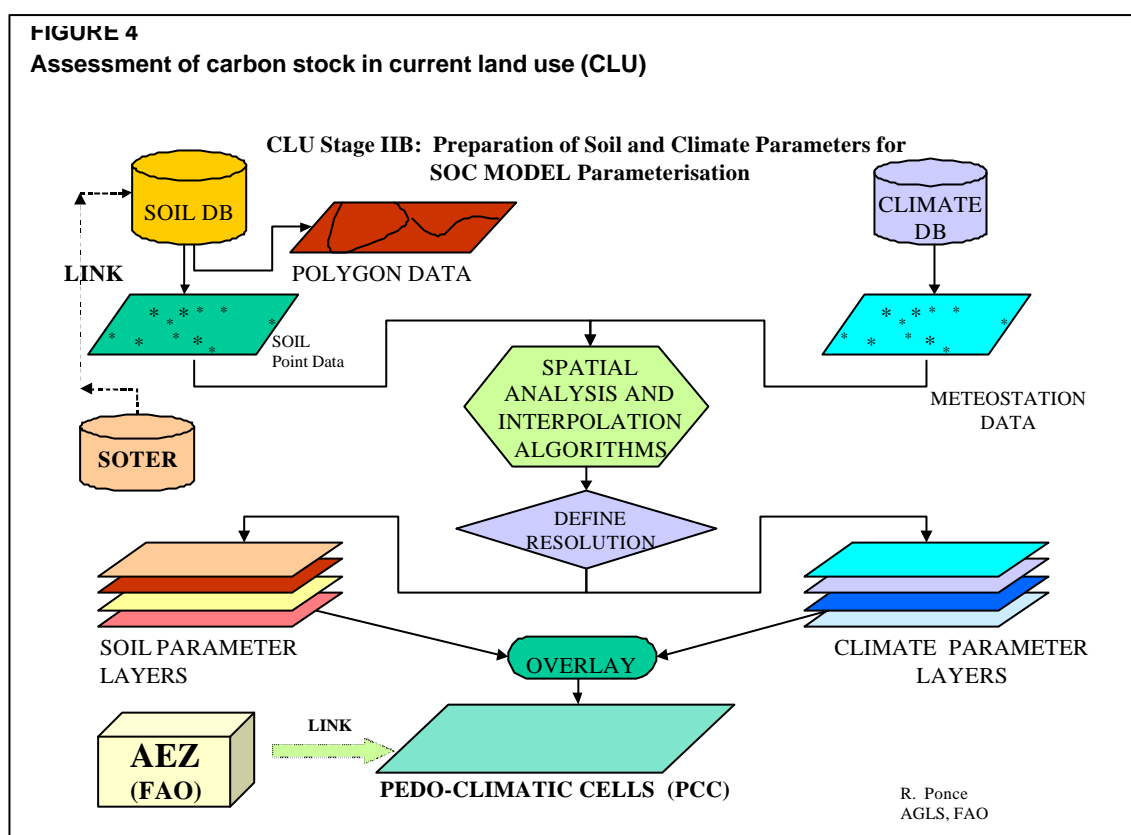 FIGURE 4
Assessment of carbon stock in current land use (CLU)
CLU Stage IIB: Preparation of Soil and Climate Parameters for
SOC MODEL Parameterisation
SOIL DB
CLIMATE
DB
POLYGON DATA
LINK
SOIL
Point Data
SPATIAL
ANALYSIS AND
INTERPOLATION
ALGORITHMS
METEOSTATION
DATA
SOTER
DEFINE
RESOLUTION
SOIL PARAMETER
LAYERS
OVERLAY
CLIMATE PARAMETER
LAYERS
LINK
AEZ
(FAO)
PEDO-CLIMATIC CELLS (PCC)
R. Ponce
AGLS, FAO